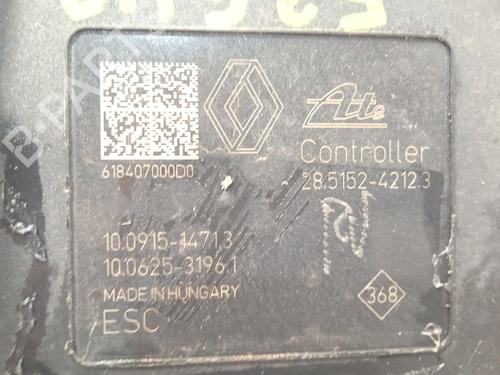 Ate
Controller
618407000D0
28.5152-4212.3
10.0915-1471.3
10.0625-3196.1
MADE IN HUNGARY
ESC
368